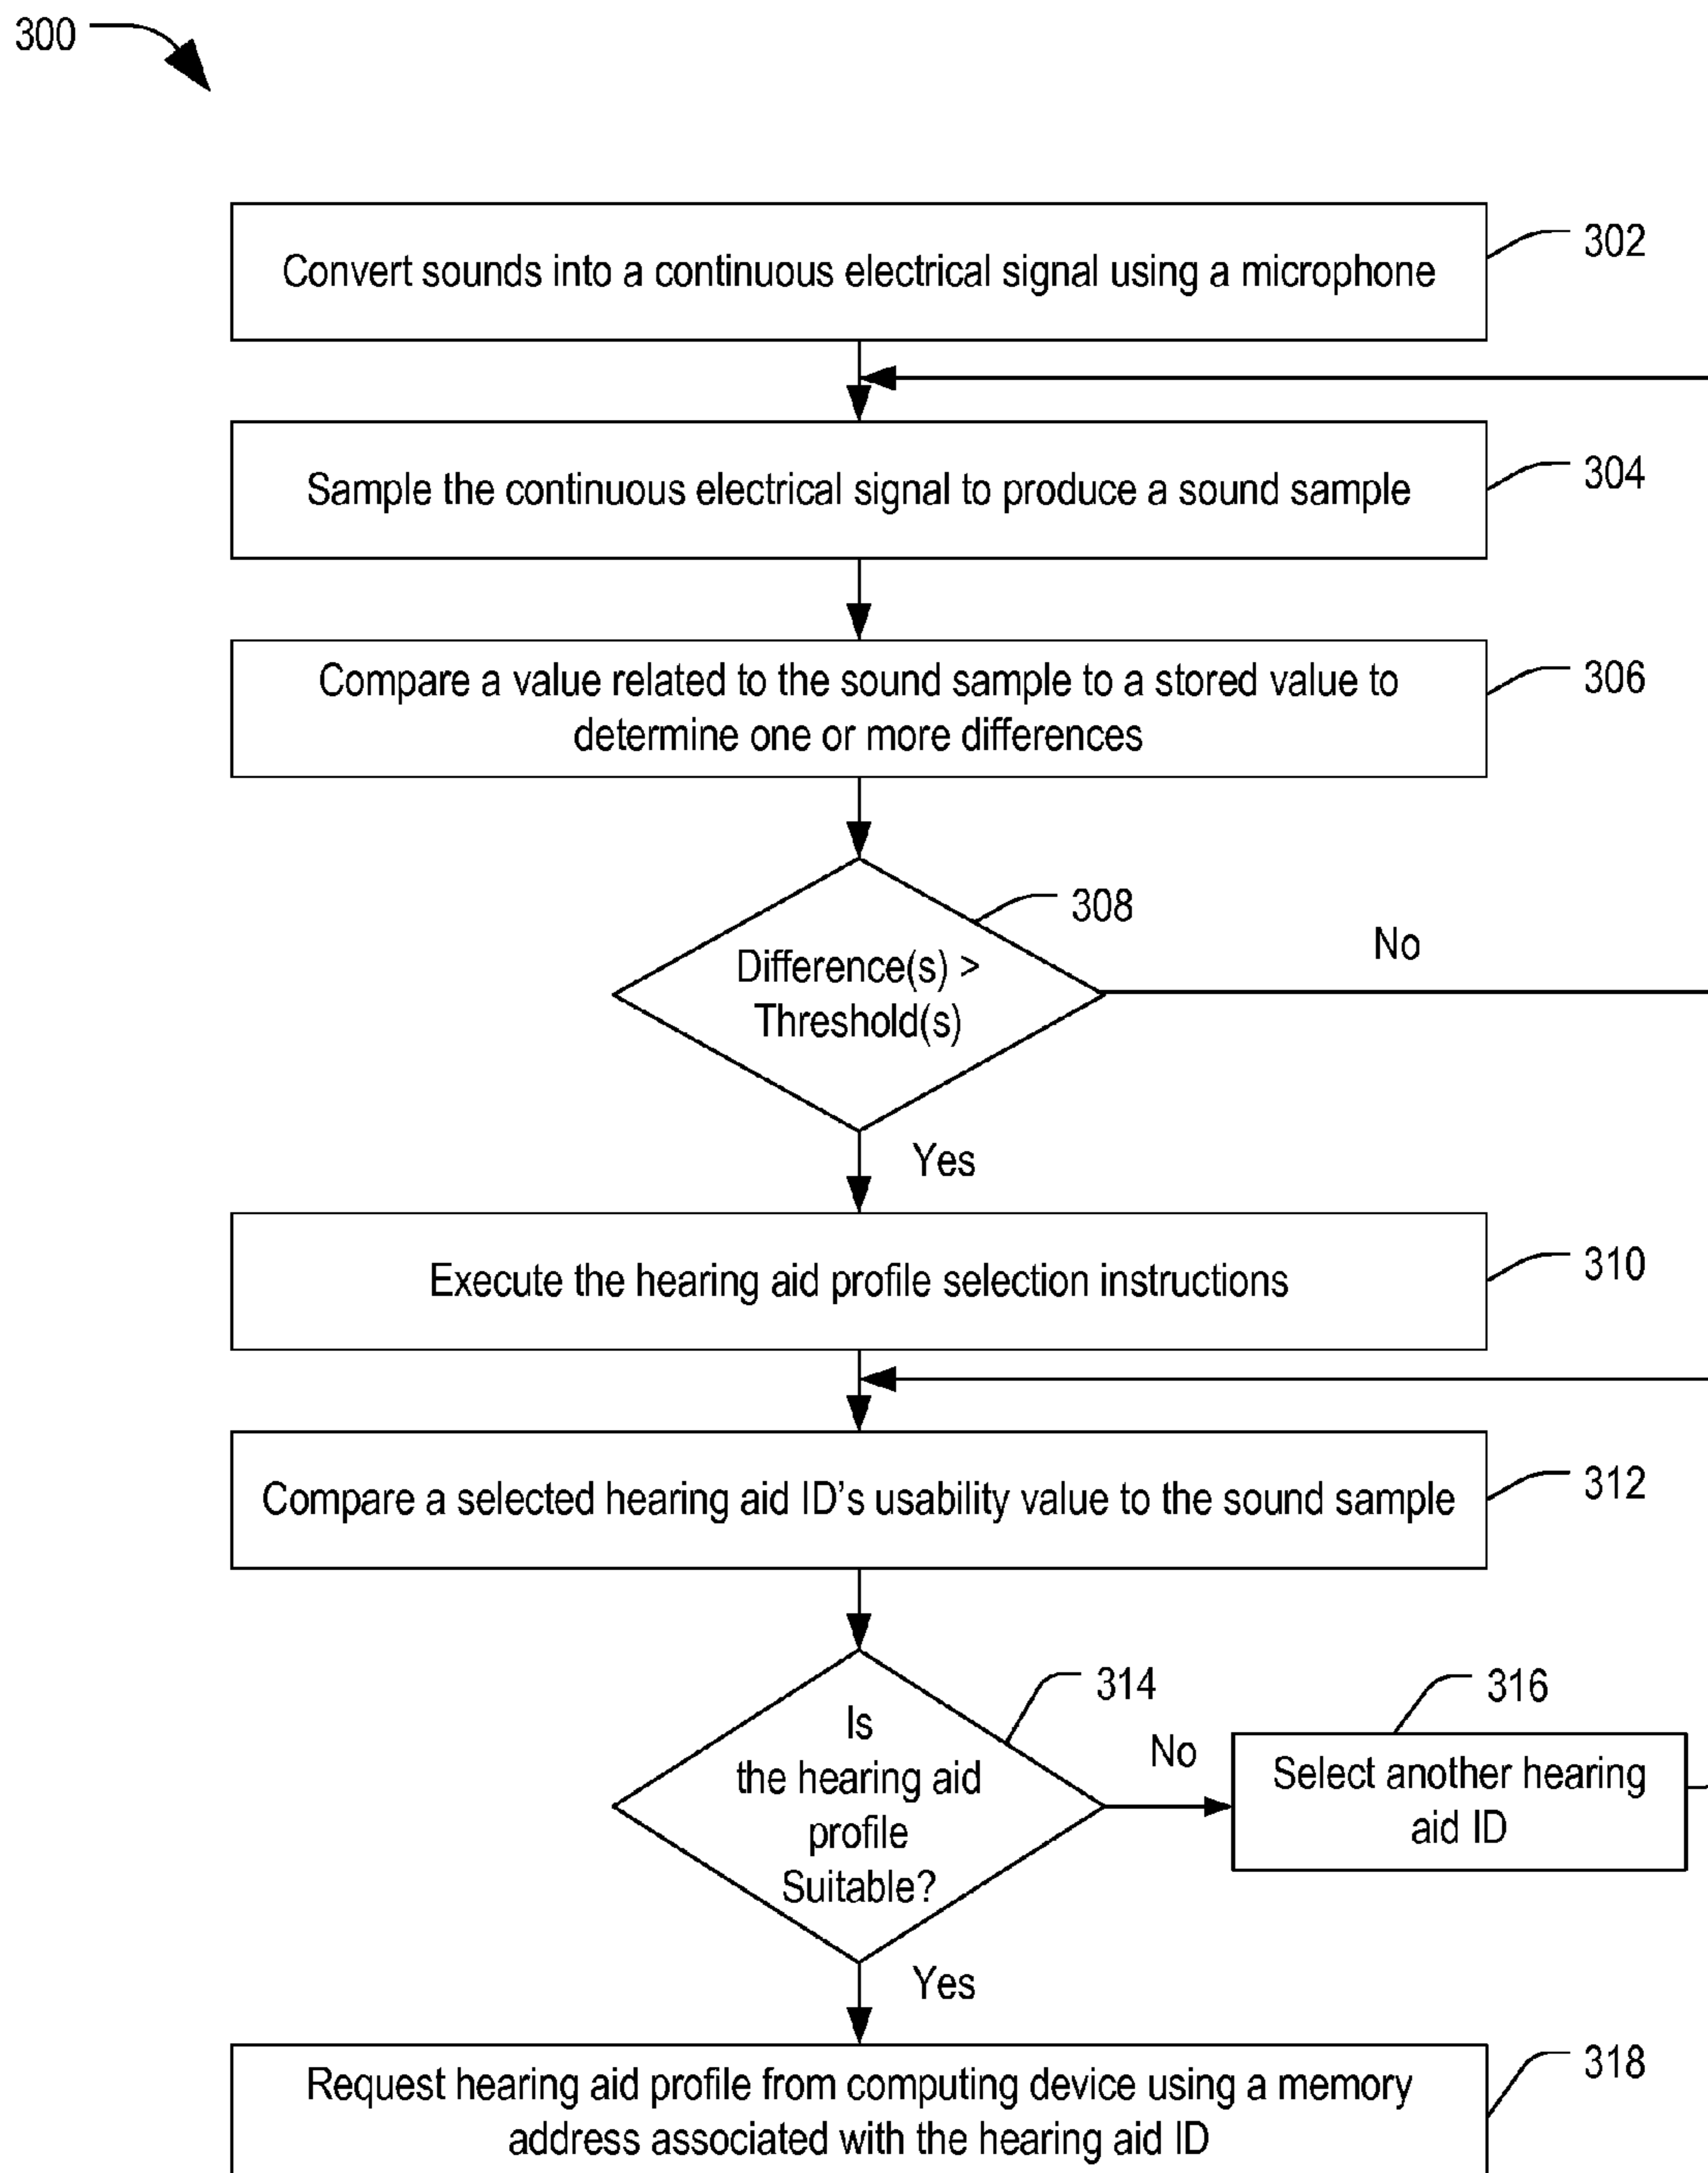 300
Convert sounds into a continuous electrical signal using a microphone
302
Sample the continuous electrical signal to produce a sound sample
304
Compare a value related to the sound sample to a stored value to
determine one or more differences
306
308
Difference(s) >
Threshold(s)
No
Yes
Execute the hearing aid profile selection instructions
310
Compare a selected hearing aid ID's usability value to the sound sample
312
314
Is
the hearing aid
profile
Suitable?
No
316
Select another hearing
aid ID
Yes
Request hearing aid profile from computing device using a memory
address associated with the hearing aid ID
318